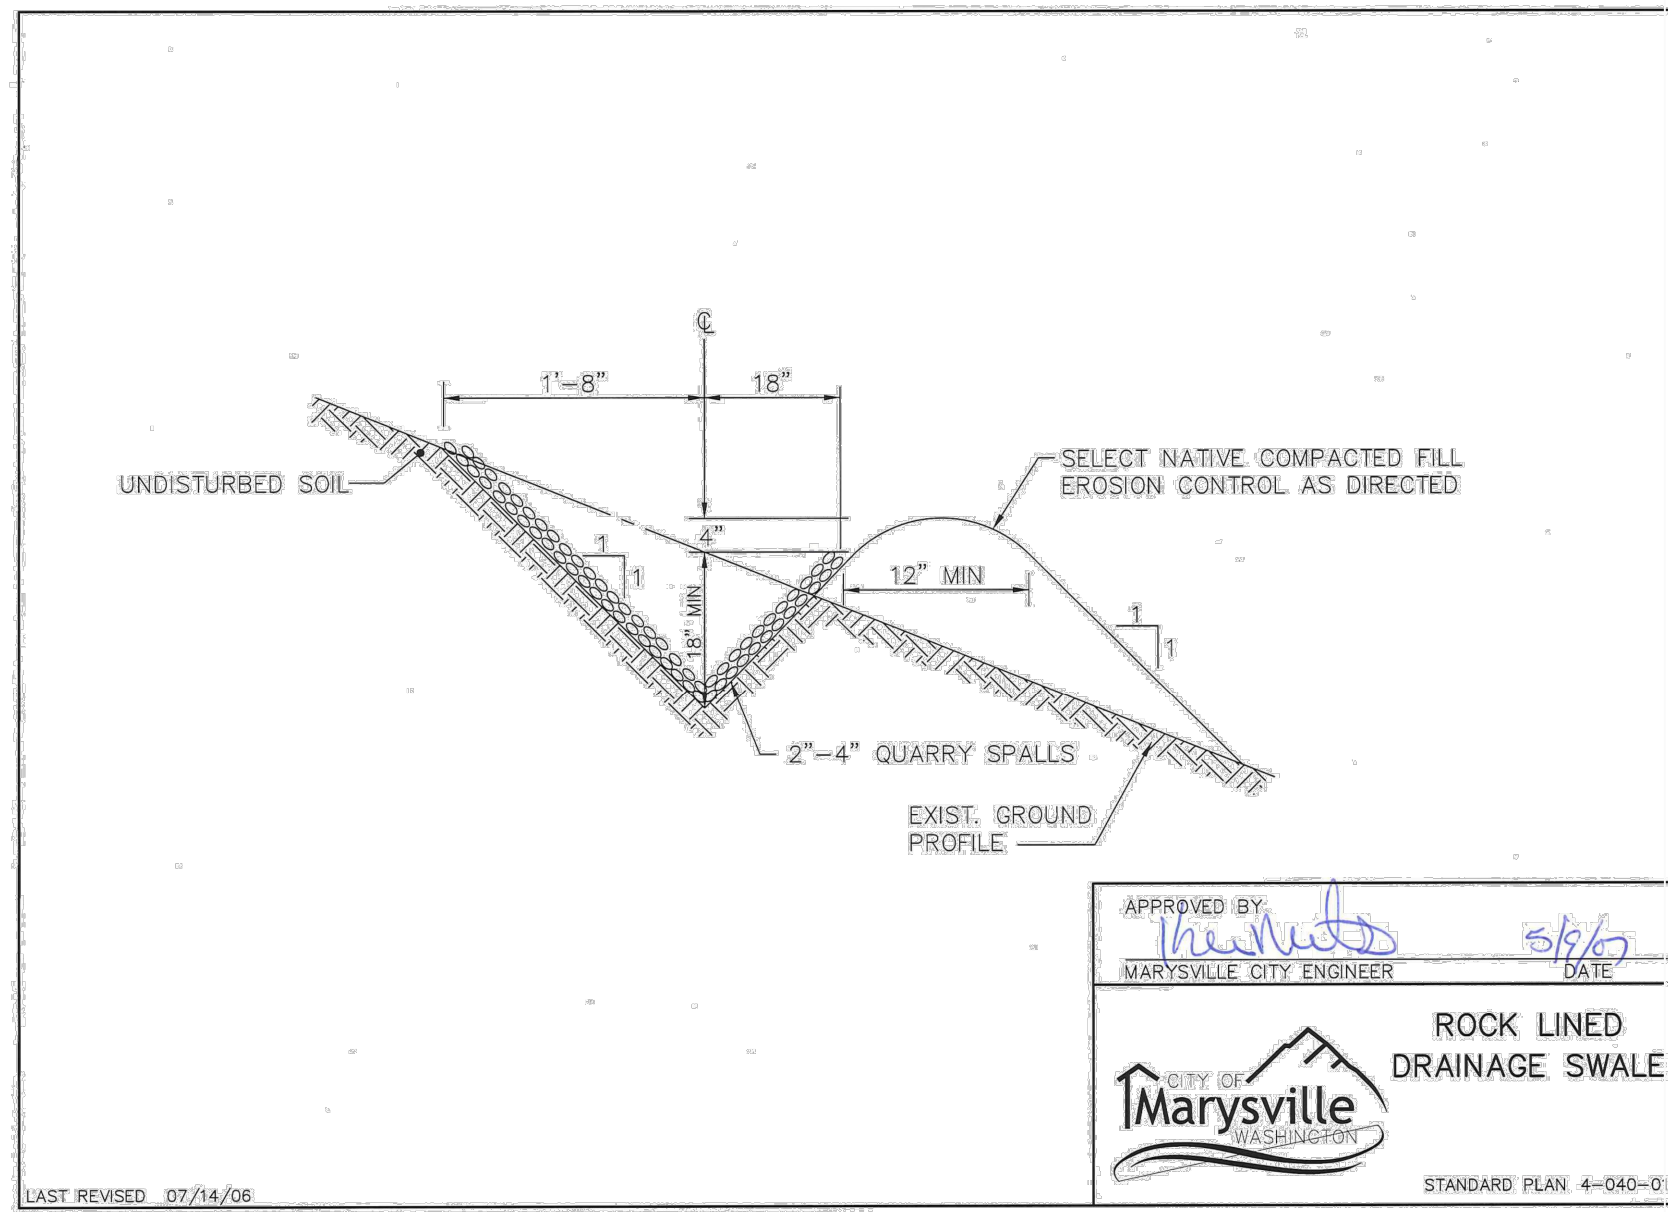 ℄
1'-8"
18"
UNDISTURBED SOIL
SELECT NATIVE COMPACTED FILL
EROSION CONTROL AS DIRECTED
4"
1
1
12" MIN
18" MIN
1
1
2"-4" QUARRY SPALLS
EXIST. GROUND
PROFILE
APPROVED BY
5/9/07
MARYSVILLE CITY ENGINEER
DATE
ROCK LINED
DRAINAGE SWALE
CITY OF
Marysville
WASHINGTON
STANDARD PLAN 4-040-0
LAST REVISED 07/14/06